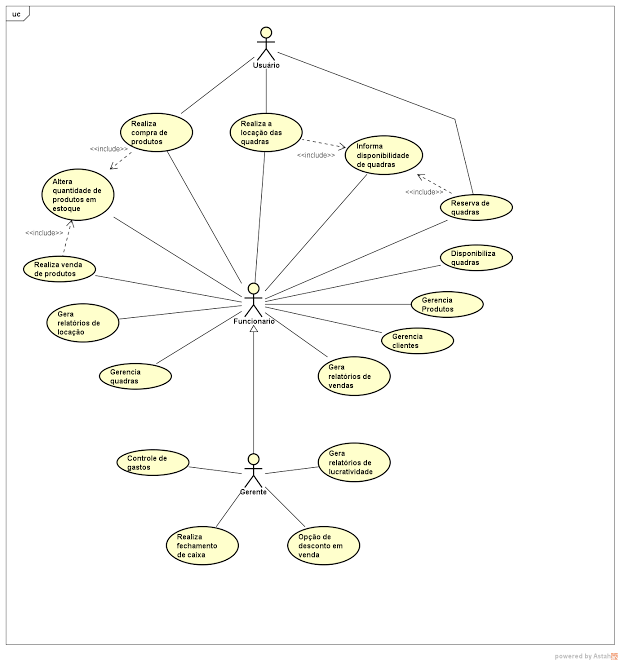 uc
Usuário
Realiza
compra de
produtos
Realiza a
locação das
quadras
Informa
disponibilidade
de quadras
<<include>>
<<include>>
Altera
quantidade de
produtos em
estoque
<<include>>
Reserva de
quadras
<<include>>
Realiza venda
de produtos
Disponibiliza
quadras
Gerencia
Produtos
Funcionario
Gera
relatórios de
locação
Gerencia
clientes
Gerencia
quadras
Gera
relatórios de
vendas
Controle de
gastos
Gera
relatórios de
lucratividade
Gerente
Realiza
fechamento
de caixa
Opção de
desconto em
venda
powered by Astah